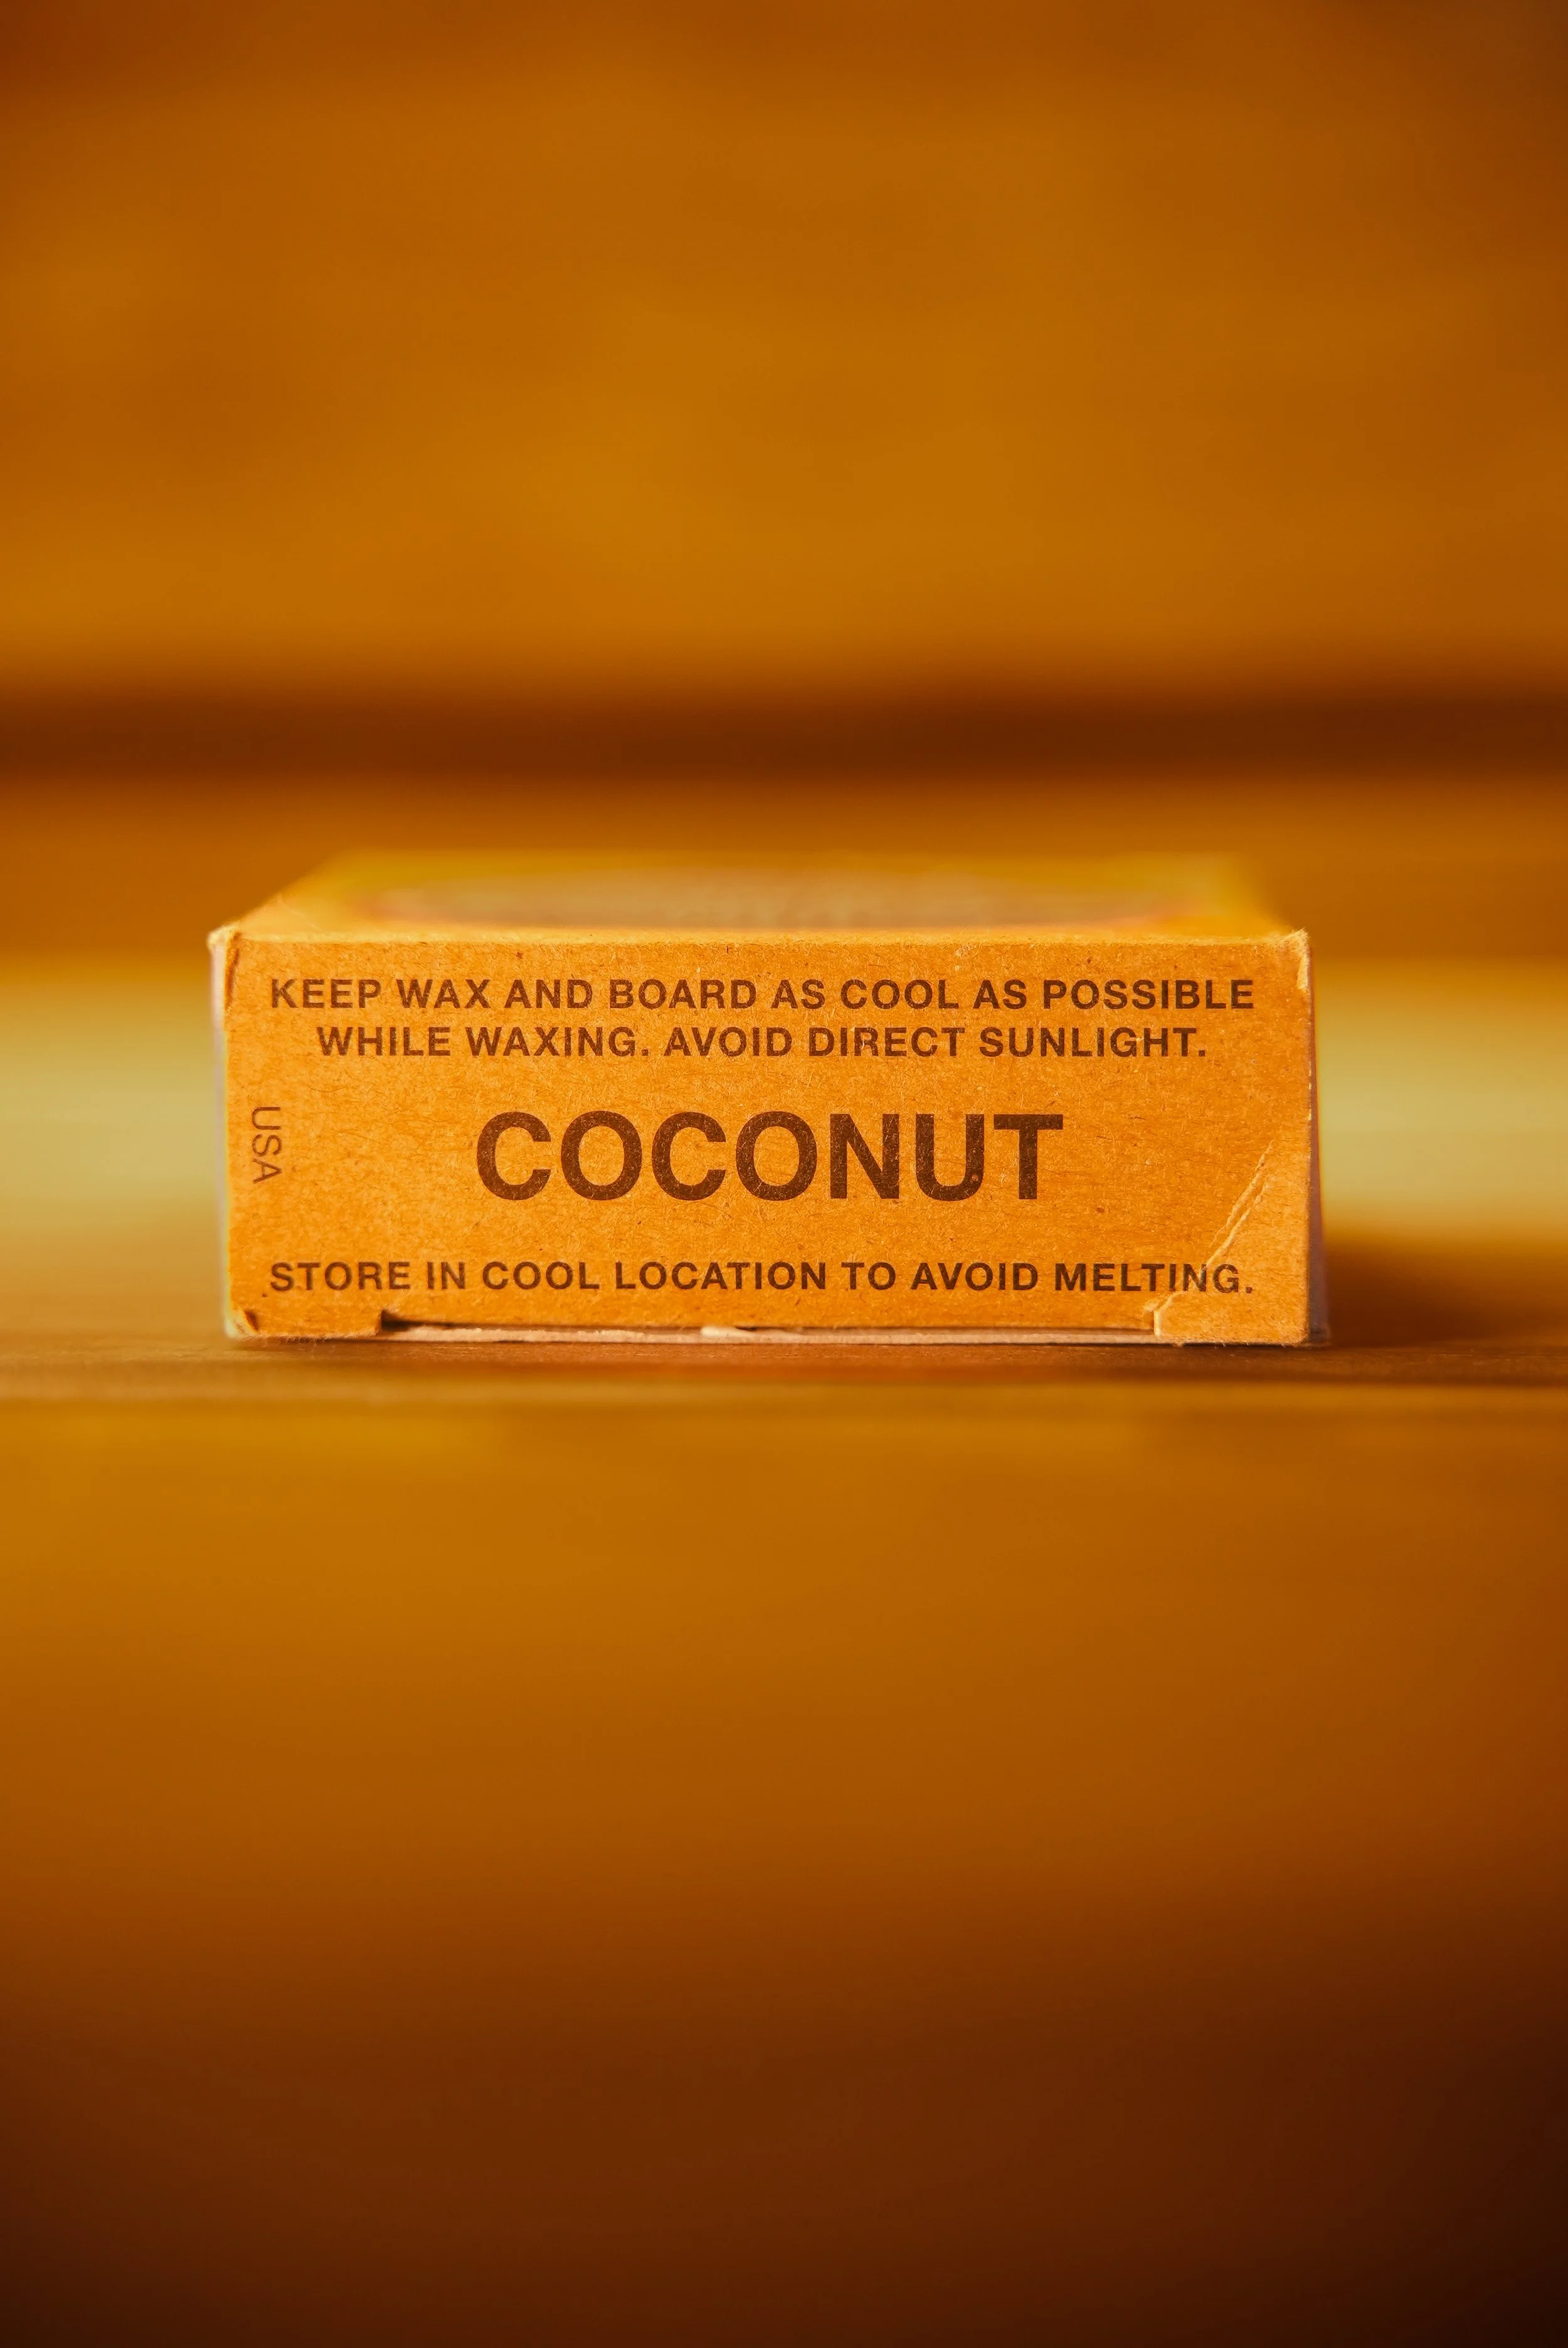 KEEP WAX AND BOARD AS COOL AS POSSIBLE
WHILE WAXING. AVOID DIRECT SUNLIGHT.
USA
COCONUT
STORE IN COOL LOCATION TO AVOID MELTING.